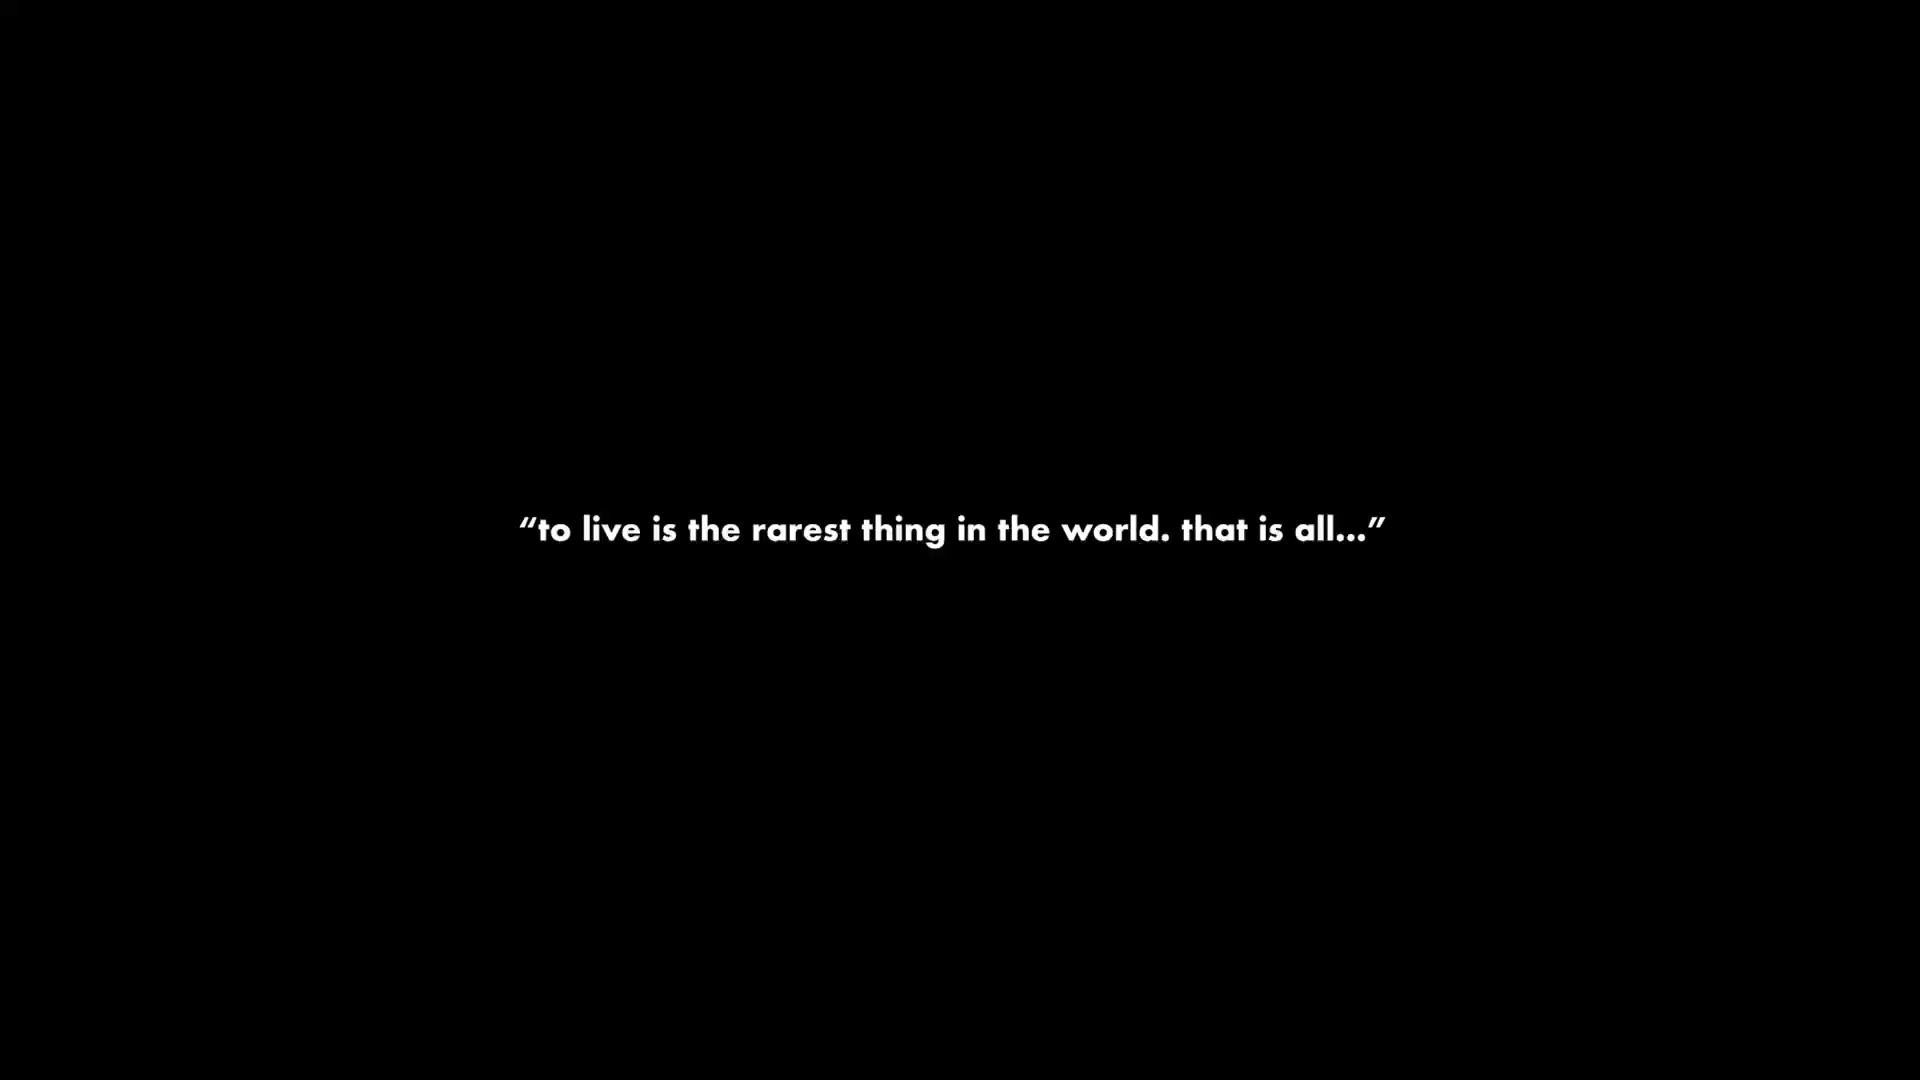 “to live is the rarest thing in the world. that is all...”